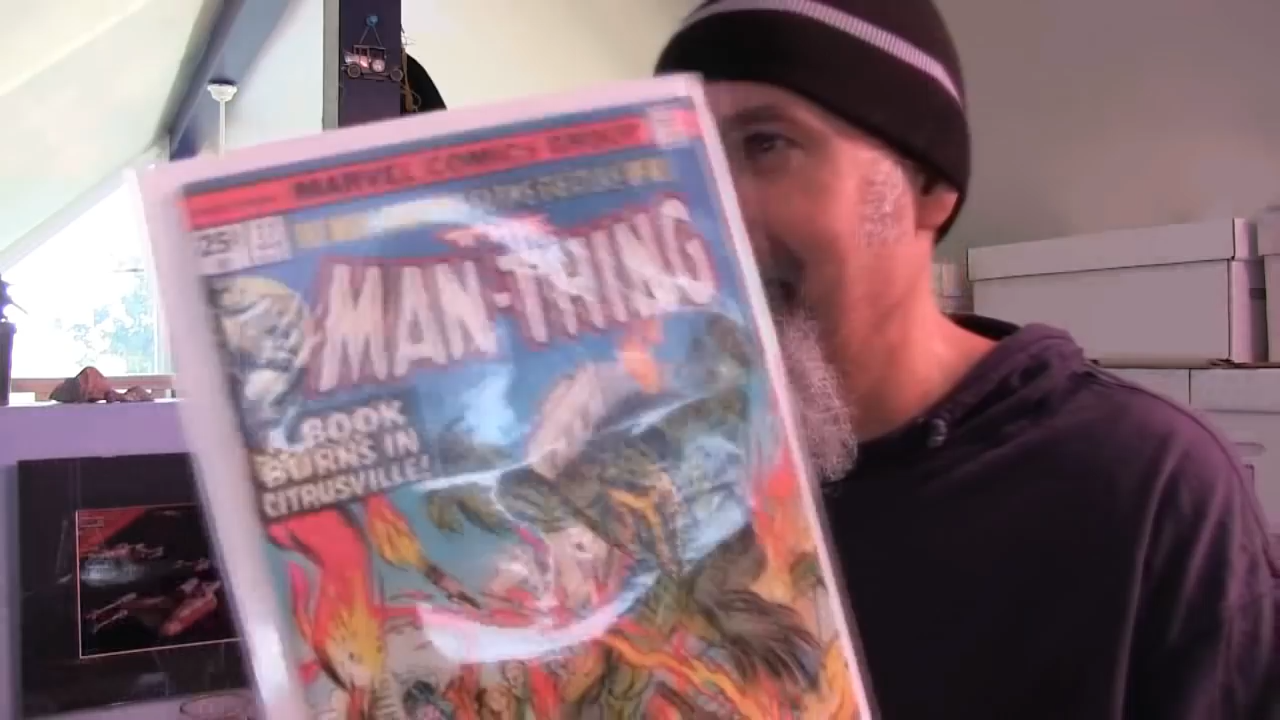 MARVEL COMICS GROUP
25¢
MAN-THING
A BOOK
BURNS IN
CITRUSVILLE!